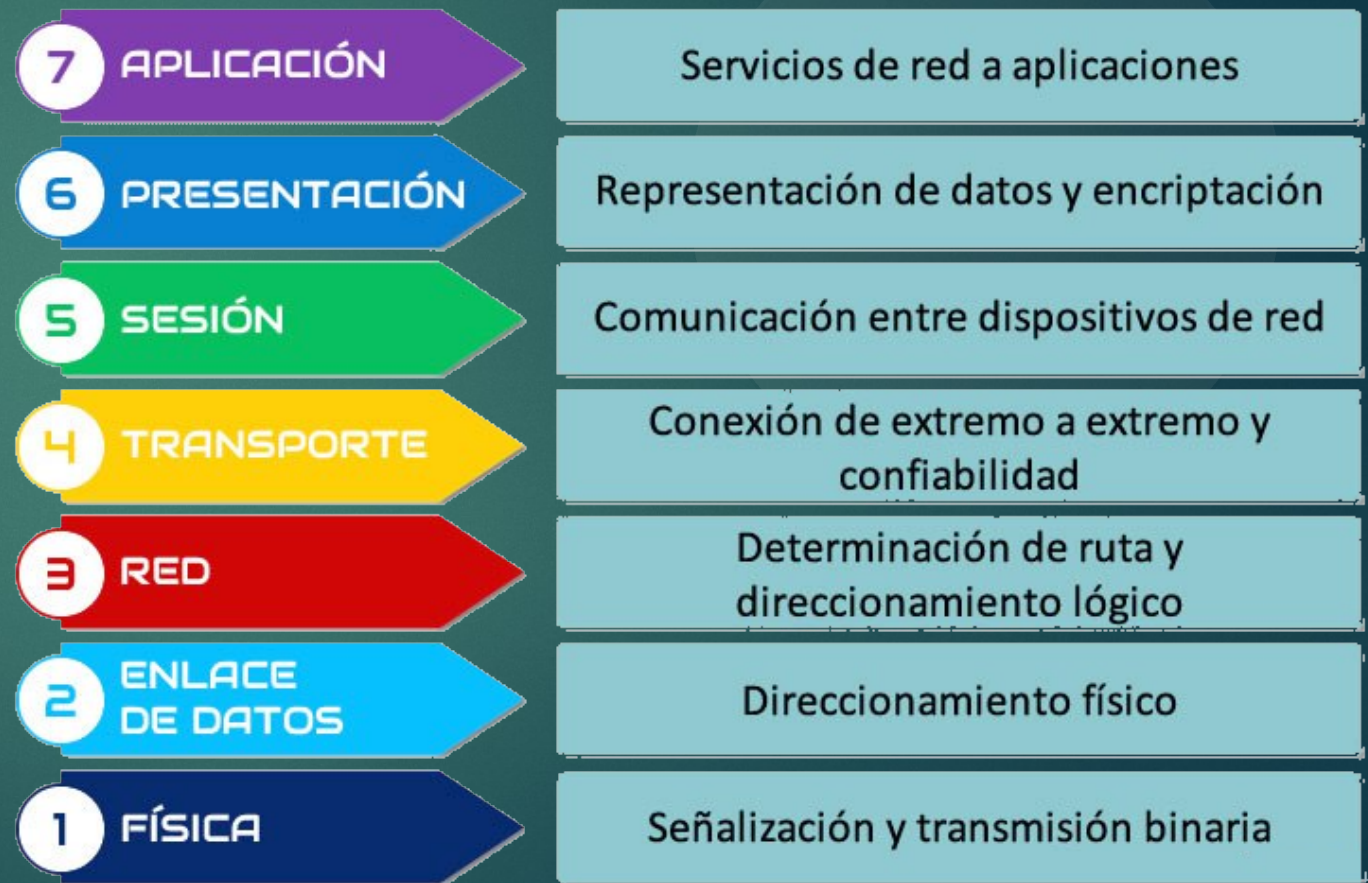 7 APLICACIÓN
Servicios de red a aplicaciones
6 PRESENTACIÓN
Representación de datos y encriptación
5 SESIÓN
Comunicación entre dispositivos de red
4 TRANSPORTE
Conexión de extremo a extremo y
confiabilidad
3 RED
Determinación de ruta y
direccionamiento lógico
2 ENLACE
DE DATOS
Direccionamiento físico
1 FÍSICA
Señalización y transmisión binaria